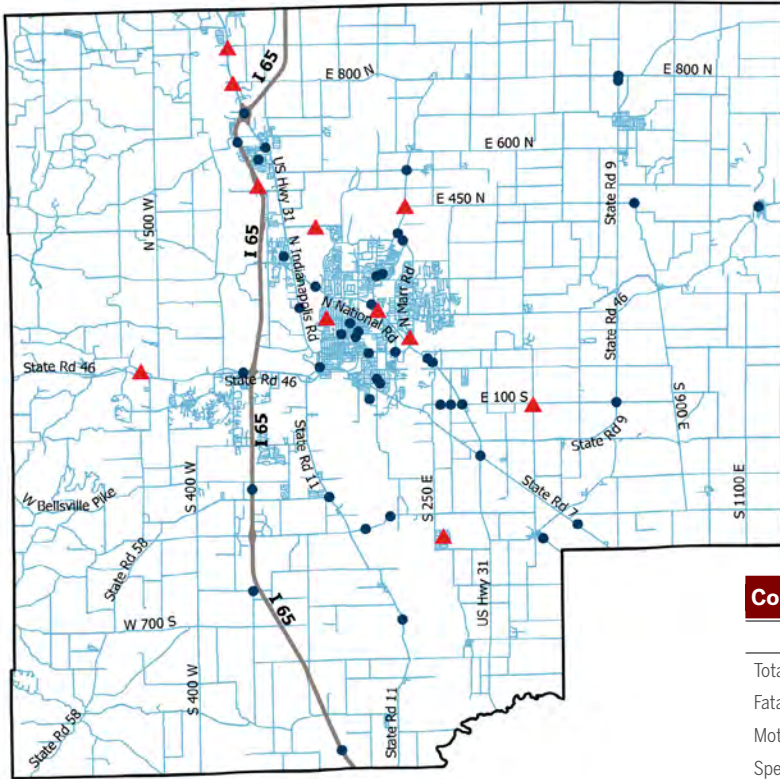 I 65
E 800 N
E 800 N
E 600 N
US Hwy 31
State Rd 9
E 450 N
N 500 W
I 65
N Indianapolis Rd
N Marr Rd
N National Rd
State Rd 46
State Rd 46
State Rd 46
E 100 S
S 900 E
I 65
State Rd 11
State Rd 9
S 400 W
W Bellsville Pike
S 250 E
State Rd 7
S 1100 E
State Rd 58
I 65
W 700 S
US Hwy 31
S 400 W
State Rd 11
State Rd 58
Co
Tota
Fata
Mot
Spe